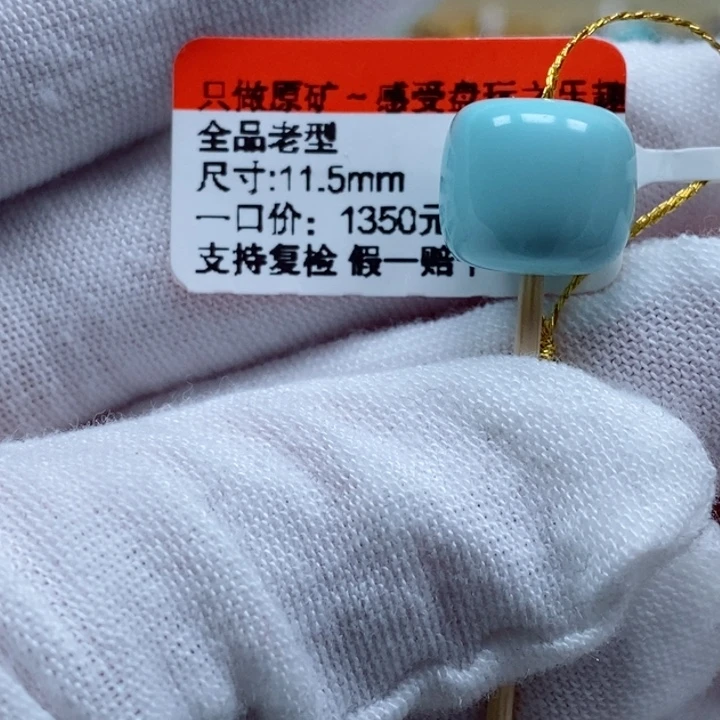 只做原矿~感受盘玩之乐趣
全品老型
尺寸:11.5mm
一口价：1350元
支持复检 假一赔